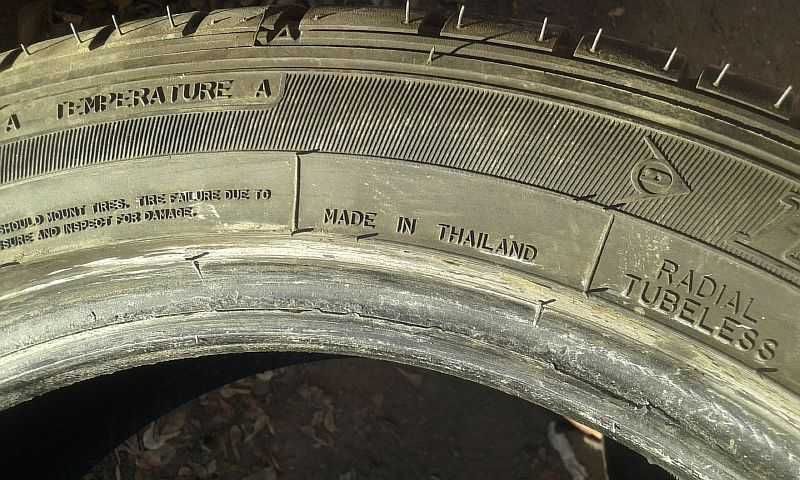 A TEMPERATURE A
SHOULD MOUNT TIRES. TIRE FAILURE DUE TO
SURE AND INSPECT FOR DAMAGE.
MADE IN THAILAND
RADIAL
TUBELESS